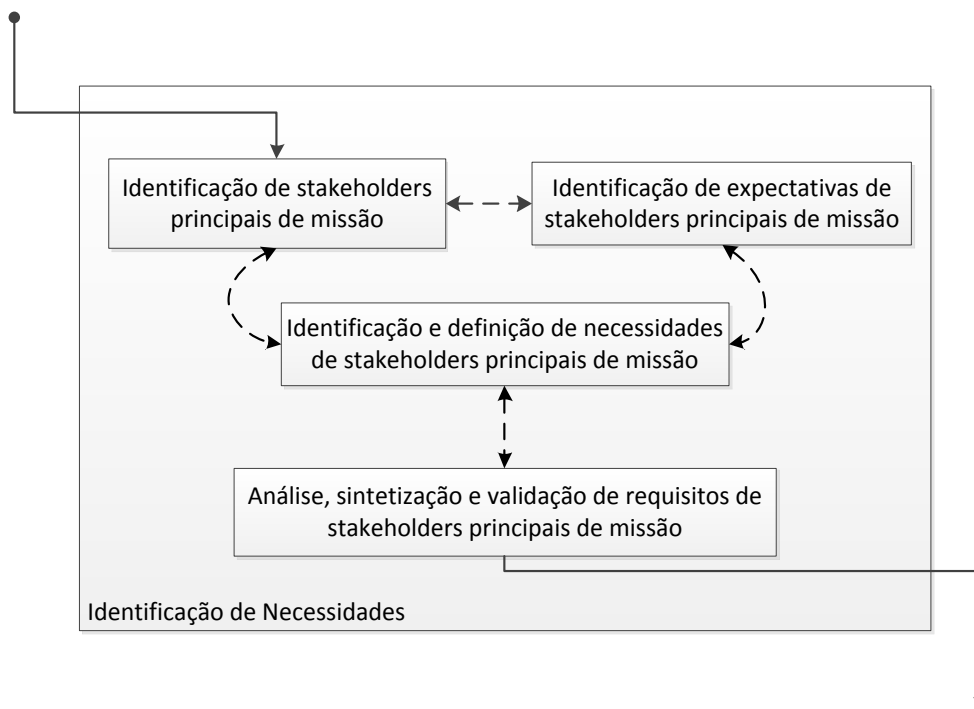 Identificação de stakeholders
principais de missão
Identificação de expectativas de
stakeholders principais de missão
Identificação e definição de necessidades
de stakeholders principais de missão
Análise, sintetização e validação de requisitos de
stakeholders principais de missão
Identificação de Necessidades